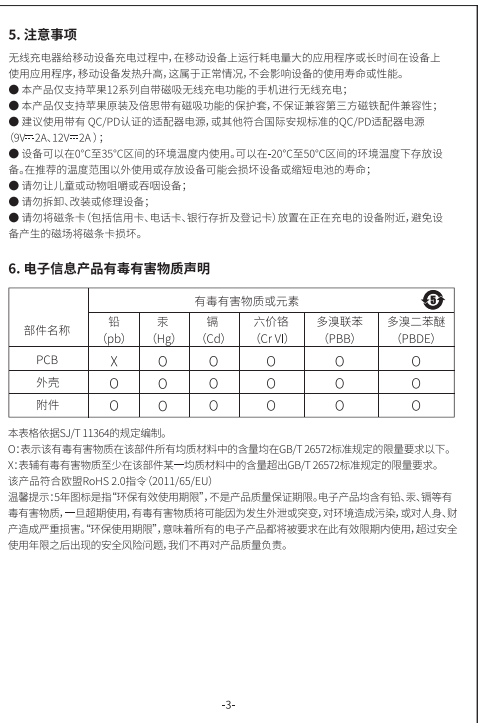 5. 注意事项
无线充电器给移动设备充电过程中,在移动设备上运行耗电量大的应用程序或长时间在设备上
使用应用程序,移动设备发热升高,这属于正常情况,不会影响设备的使用寿命或性能。
● 本产品仅支持苹果12系列自带磁吸无线充电功能的手机进行无线充电;
● 本产品仅支持苹果原装及倍思带有磁吸功能的保护套,不保证兼容第三方磁铁配件兼容性;
● 建议使用带有 QC/PD认证的适配器电源,或其他符合国际安规标准的QC/PD适配器电源
(9V⎓2A、12V⎓2A);
● 设备可以在0℃至35℃区间的环境温度内使用。可以在-20℃至50℃区间的环境温度下存放设
备。在推荐的温度范围以外使用或存放设备可能会损坏设备或缩短电池的寿命;
● 请勿让儿童或动物咀嚼或吞咽设备;
● 请勿拆卸、改装或修理设备;
● 请勿将磁条卡(包括信用卡、电话卡、银行存折及登记卡)放置在正在充电的设备附近,避免设
备产生的磁场将磁条卡损坏。
6. 电子信息产品有毒有害物质声明
有毒有害物质或元素 5
部件名称 铅 (pb) 汞 (Hg) 镉 (Cd) 六价铬 (Cr Ⅵ) 多溴联苯 (PBB) 多溴二苯醚 (PBDE)
PCB X O O O O O
外壳 O O O O O O
附件 O O O O O O
本表格依据SJ/T 11364的规定编制。
O:表示该有毒有害物质在该部件所有均质材料中的含量均在GB/T 26572标准规定的限量要求以下。
X:表辅有毒有害物质至少在该部件某一均质材料中的含量超出GB/T 26572标准规定的限量要求。
该产品符合欧盟RoHS 2.0指令(2011/65/EU)
温馨提示:5年图标是指“环保有效使用期限”,不是产品质量保证期限。电子产品均含有铅、汞、镉等有
毒有害物质,一旦超期使用,有毒有害物质将可能因为发生外泄或突变,对环境造成污染,或对人身、财
产造成严重损害。“环保使用期限”,意味着所有的电子产品都将被要求在此有效限期内使用,超过安全
使用年限之后出现的安全风险问题,我们不再对产品质量负责。
-3-